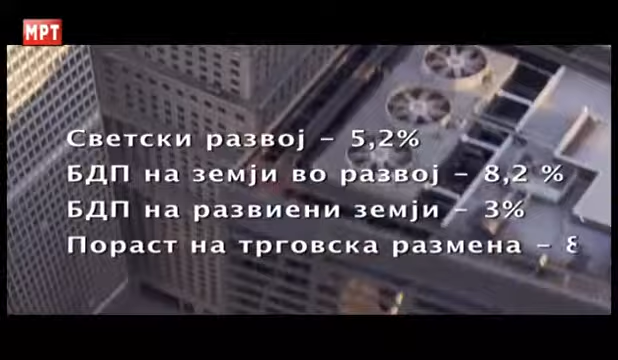 МРТ
Светски развој – 5,2%
БДП на земји во развој – 8,2 %
БДП на развиени земји – 3%
Пораст на трговска размена –